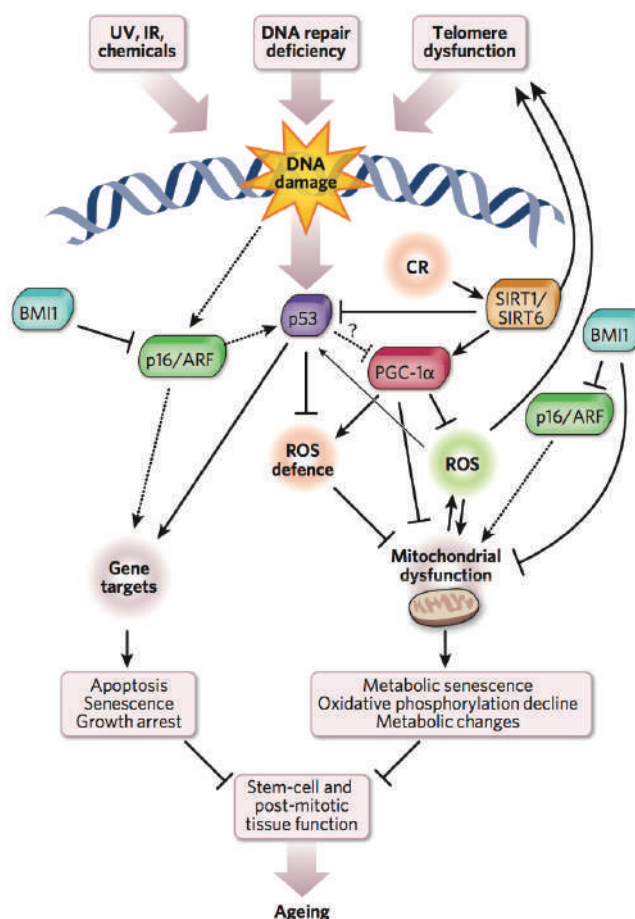 UV, IR,
chemicals
DNA repair
deficiency
Telomere
dysfunction
DNA
damage
CR
SIRT1/
SIRT6
BMI1
p53
?
BMI1
p16/ARF
PGC-1α
p16/ARF
ROS
defence
ROS
Gene
targets
Mitochondrial
dysfunction
Apoptosis
Senescence
Growth arrest
Metabolic senescence
Oxidative phosphorylation decline
Metabolic changes
Stem-cell and
post-mitotic
tissue function
Ageing